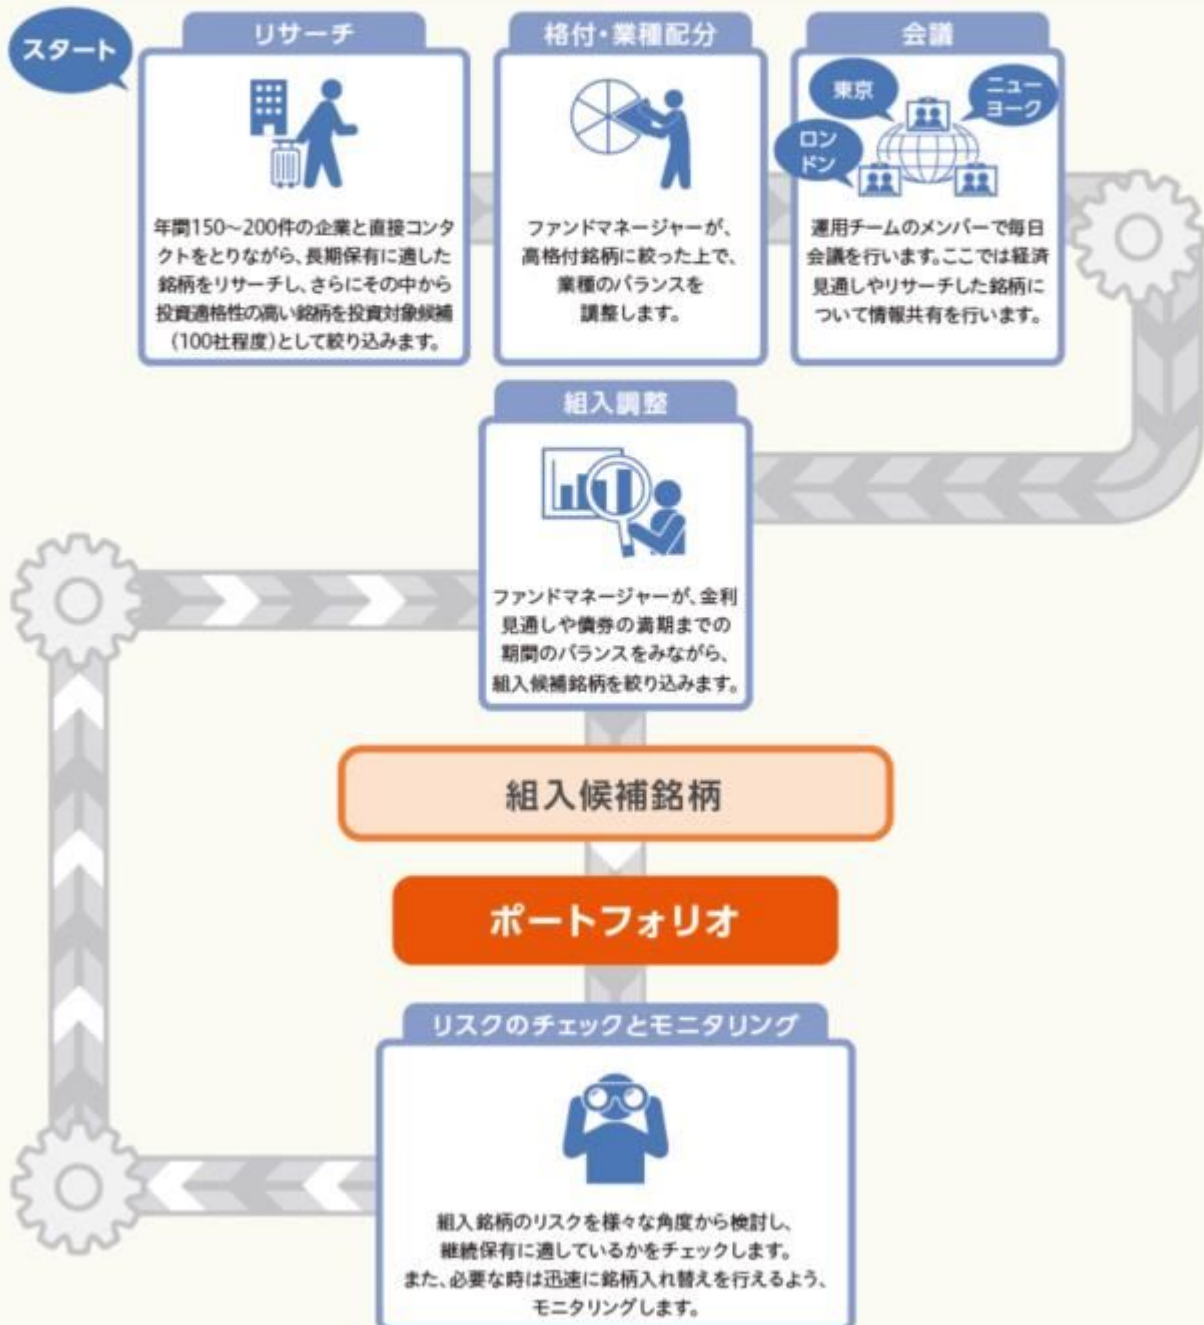 スタート
リサーチ
年間150～200件の企業と直接コンタ
クトをとりながら、長期保有に適した
銘柄をリサーチし、さらにその中から
投資適格性の高い銘柄を投資対象候補
（100社程度）として絞り込みます。
格付・業種配分
ファンドマネージャーが、
高格付銘柄に絞った上で、
業種のバランスを
調整します。
会議
東京
ニュー
ヨーク
ロン
ドン
運用チームのメンバーで毎日
会議を行います。ここでは経済
見通しやリサーチした銘柄に
ついて情報共有を行います。
組入調整
ファンドマネージャーが、金利
見通しや債券の満期までの
期間のバランスをみながら、
組入候補銘柄を絞り込みます。
組入候補銘柄
ポートフォリオ
リスクのチェックとモニタリング
組入銘柄のリスクを様々な角度から検討し、
継続保有に適しているかをチェックします。
また、必要な時は迅速に銘柄入れ替えを行えるよう、
モニタリングします。